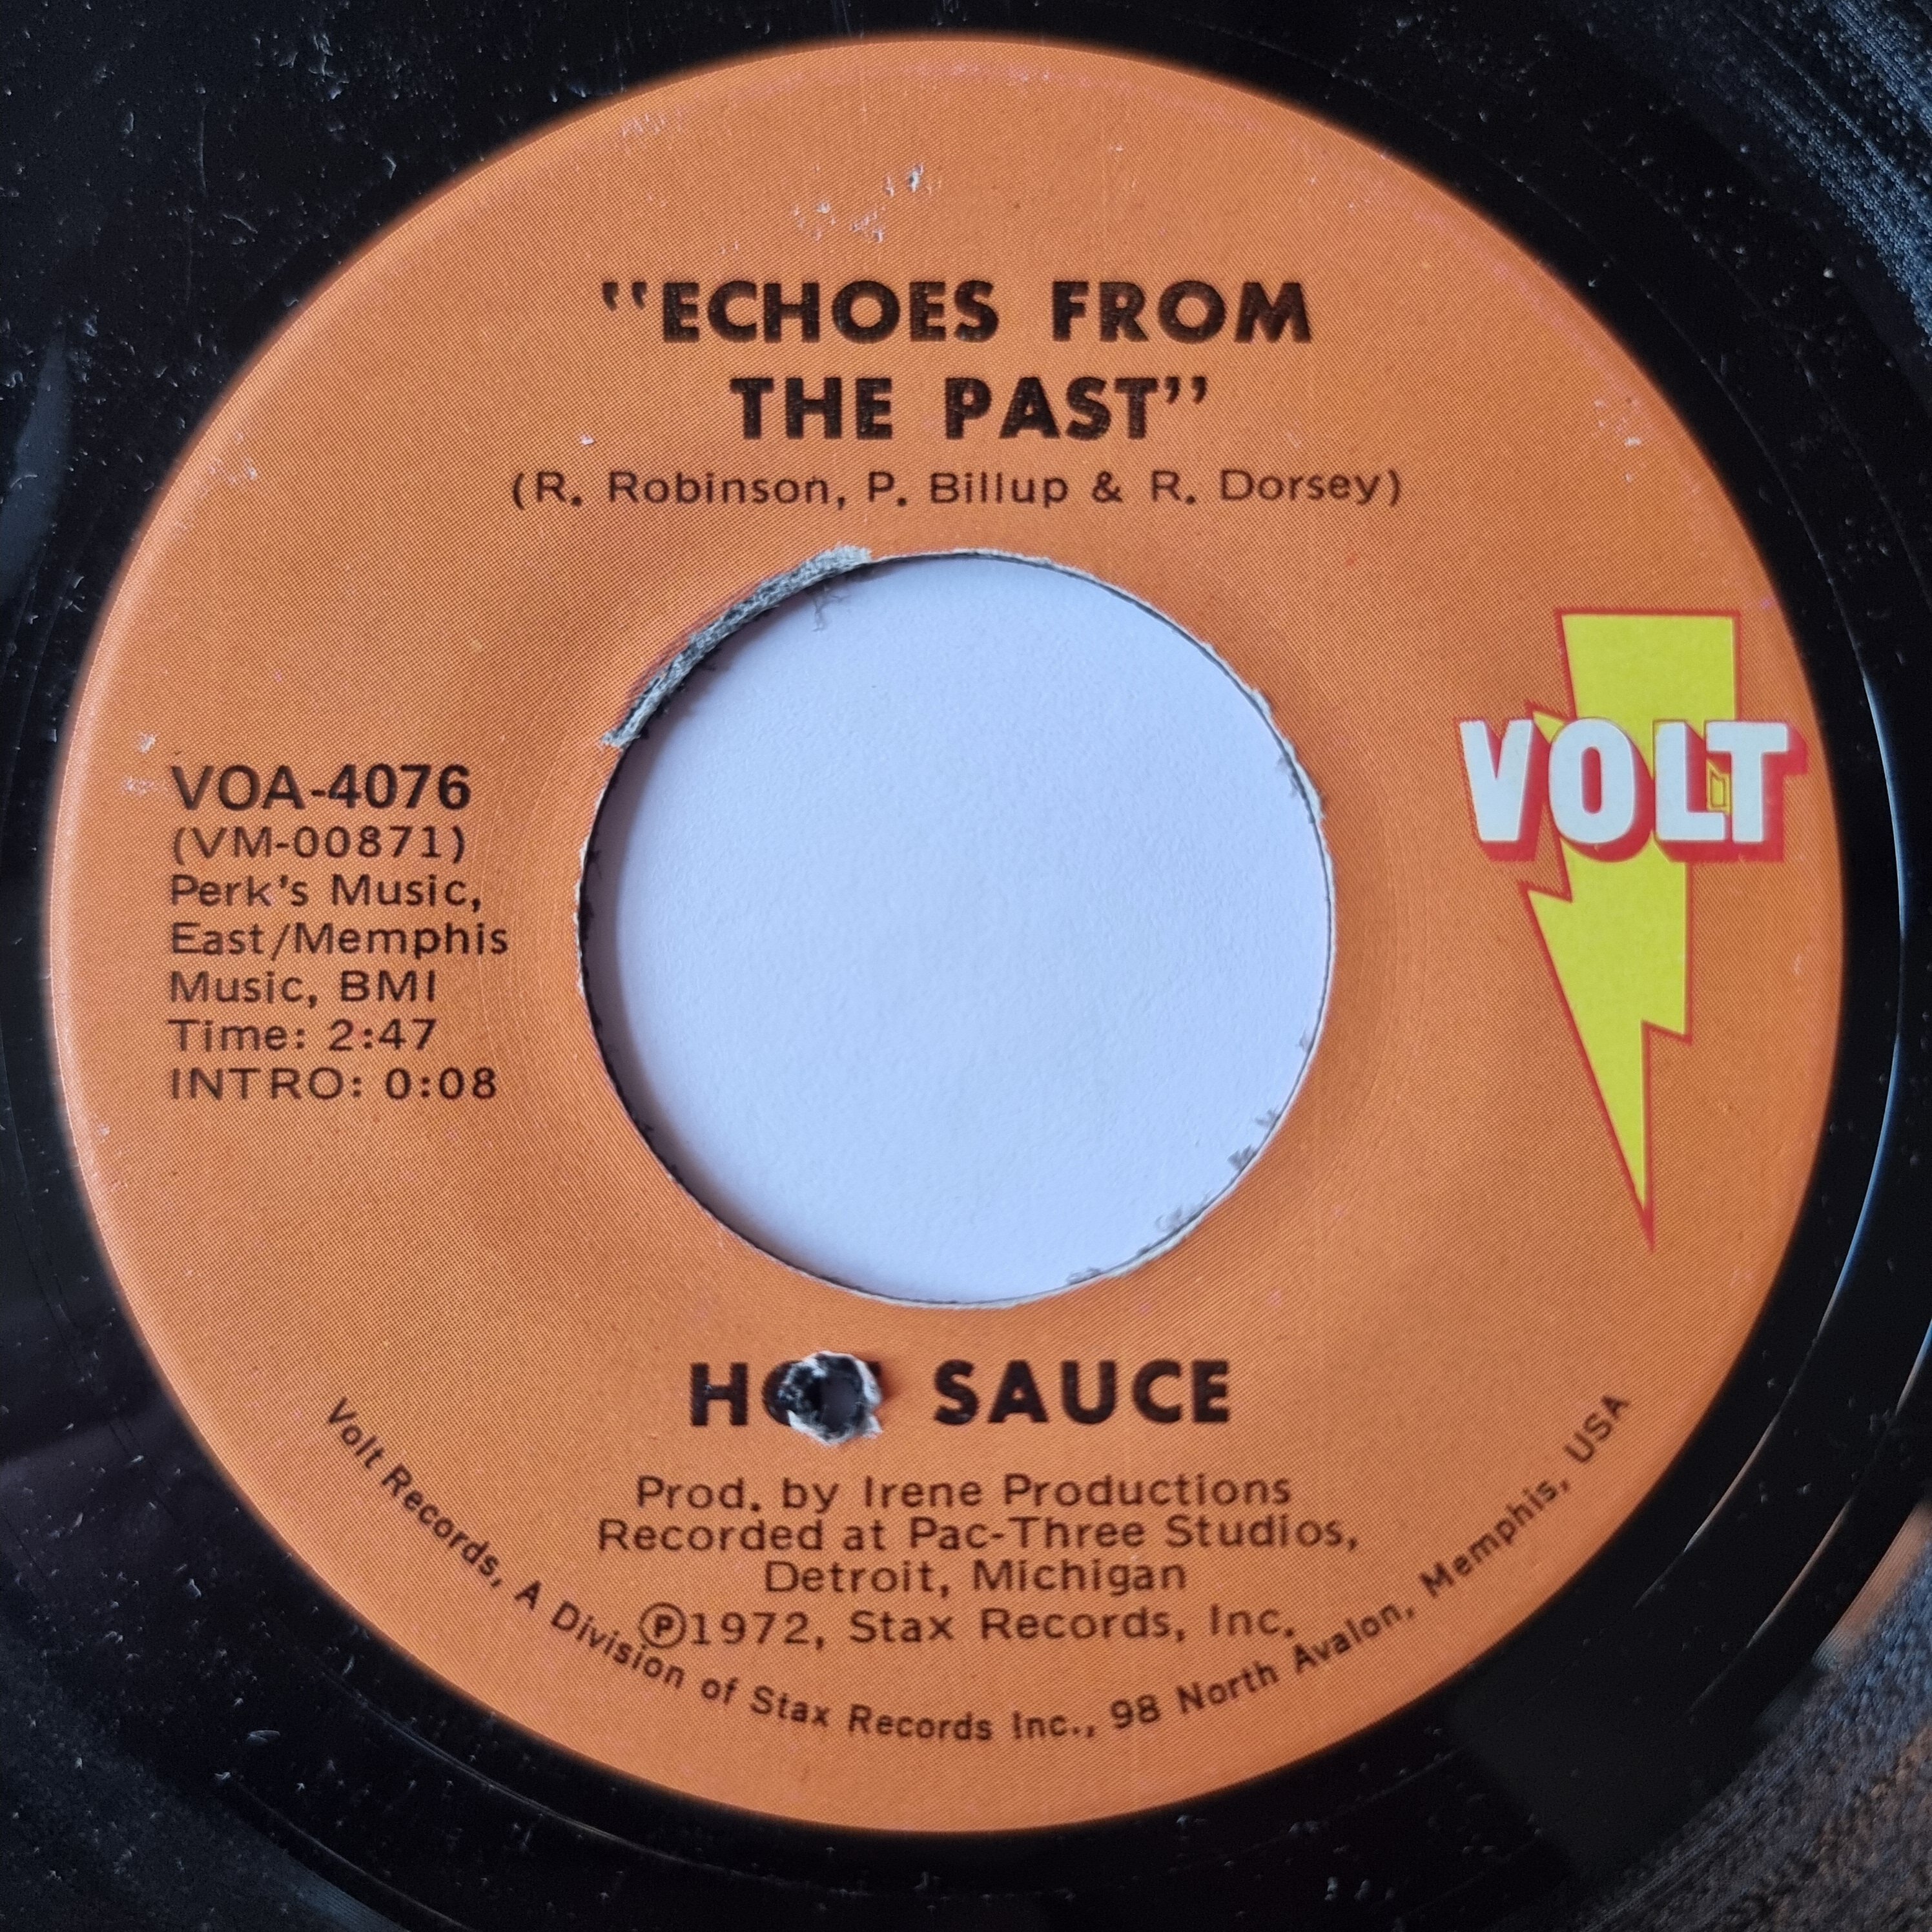 "ECHOES FROM
THE PAST"
(R. Robinson, P. Billup & R. Dorsey)
VOA-4076
(VM-00871)
Perk's Music,
East/Memphis
Music, BMI
Time: 2:47
INTRO: 0:08
VOLT
HOT SAUCE
Prod. by Irene Productions
Recorded at Pac-Three Studios,
Detroit, Michigan
℗1972, Stax Records, Inc.
Volt Records, A Division of Stax Records Inc., 98 North Avalon, Memphis, USA